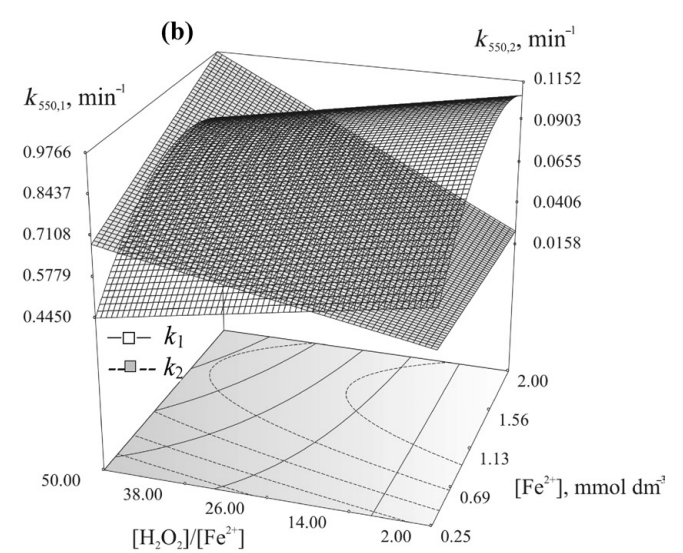 (b)
k550,2, min-1
k550,1, min-1
0.1152
0.0903
0.0655
0.0406
0.0158
0.9766
0.8437
0.7108
0.5779
0.4450
k1
k2
2.00
1.56
1.13
0.69
0.25
[Fe2+], mmol dm-3
50.00
38.00
26.00
14.00
2.00
[H2O2]/[Fe2+]